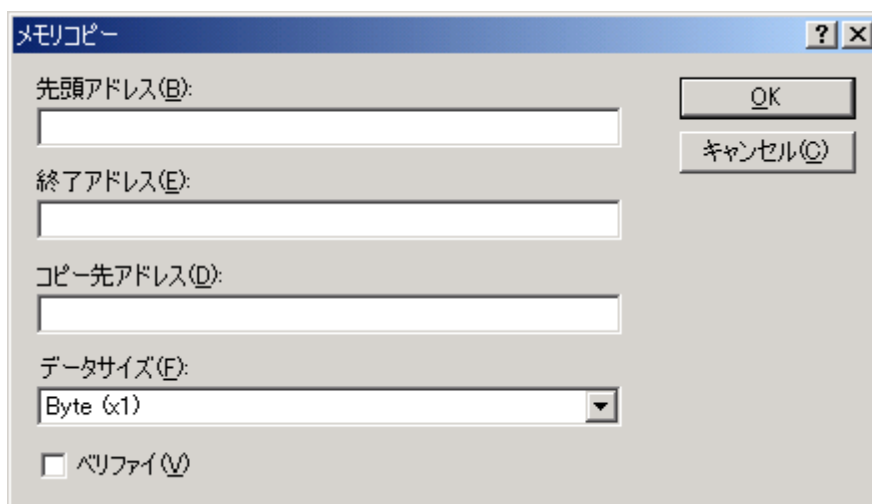 メモリコピー
先頭アドレス(B):
OK
キャンセル(C)
終了アドレス(E):
コピー先アドレス(D):
データサイズ(F):
Byte (x1)
ベリファイ(V)